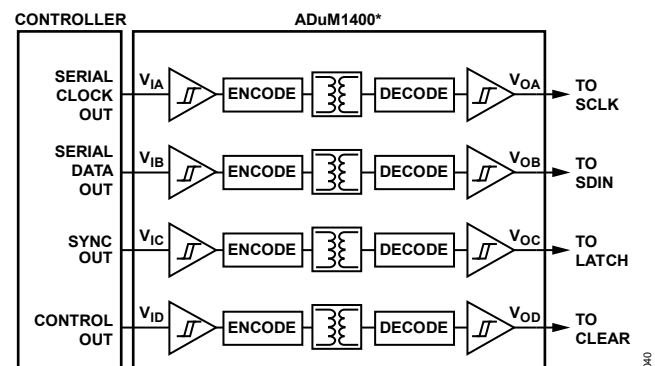 CONTROLLER
ADuM1400*
SERIAL
CLOCK
OUT
VIA
ENCODE
DECODE
VOA
TO
SCLK
SERIAL
DATA
OUT
VIB
ENCODE
DECODE
VOB
TO
SDIN
SYNC
OUT
VIC
ENCODE
DECODE
VOC
TO
LATCH
CONTROL
OUT
VID
ENCODE
DECODE
VOD
TO
CLEAR